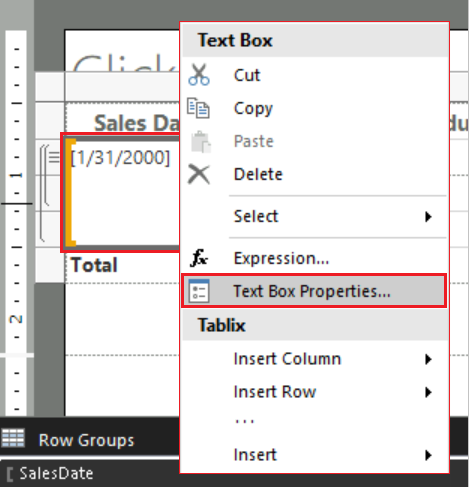 Text Box
Click
Cut
Copy
Sales Da
du
Paste
[1/31/2000]
Delete
1
Select
Expression...
Total
Text Box Properties...
2
Tablix
Insert Column
Insert Row
...
Row Groups
Insert
[ SalesDate